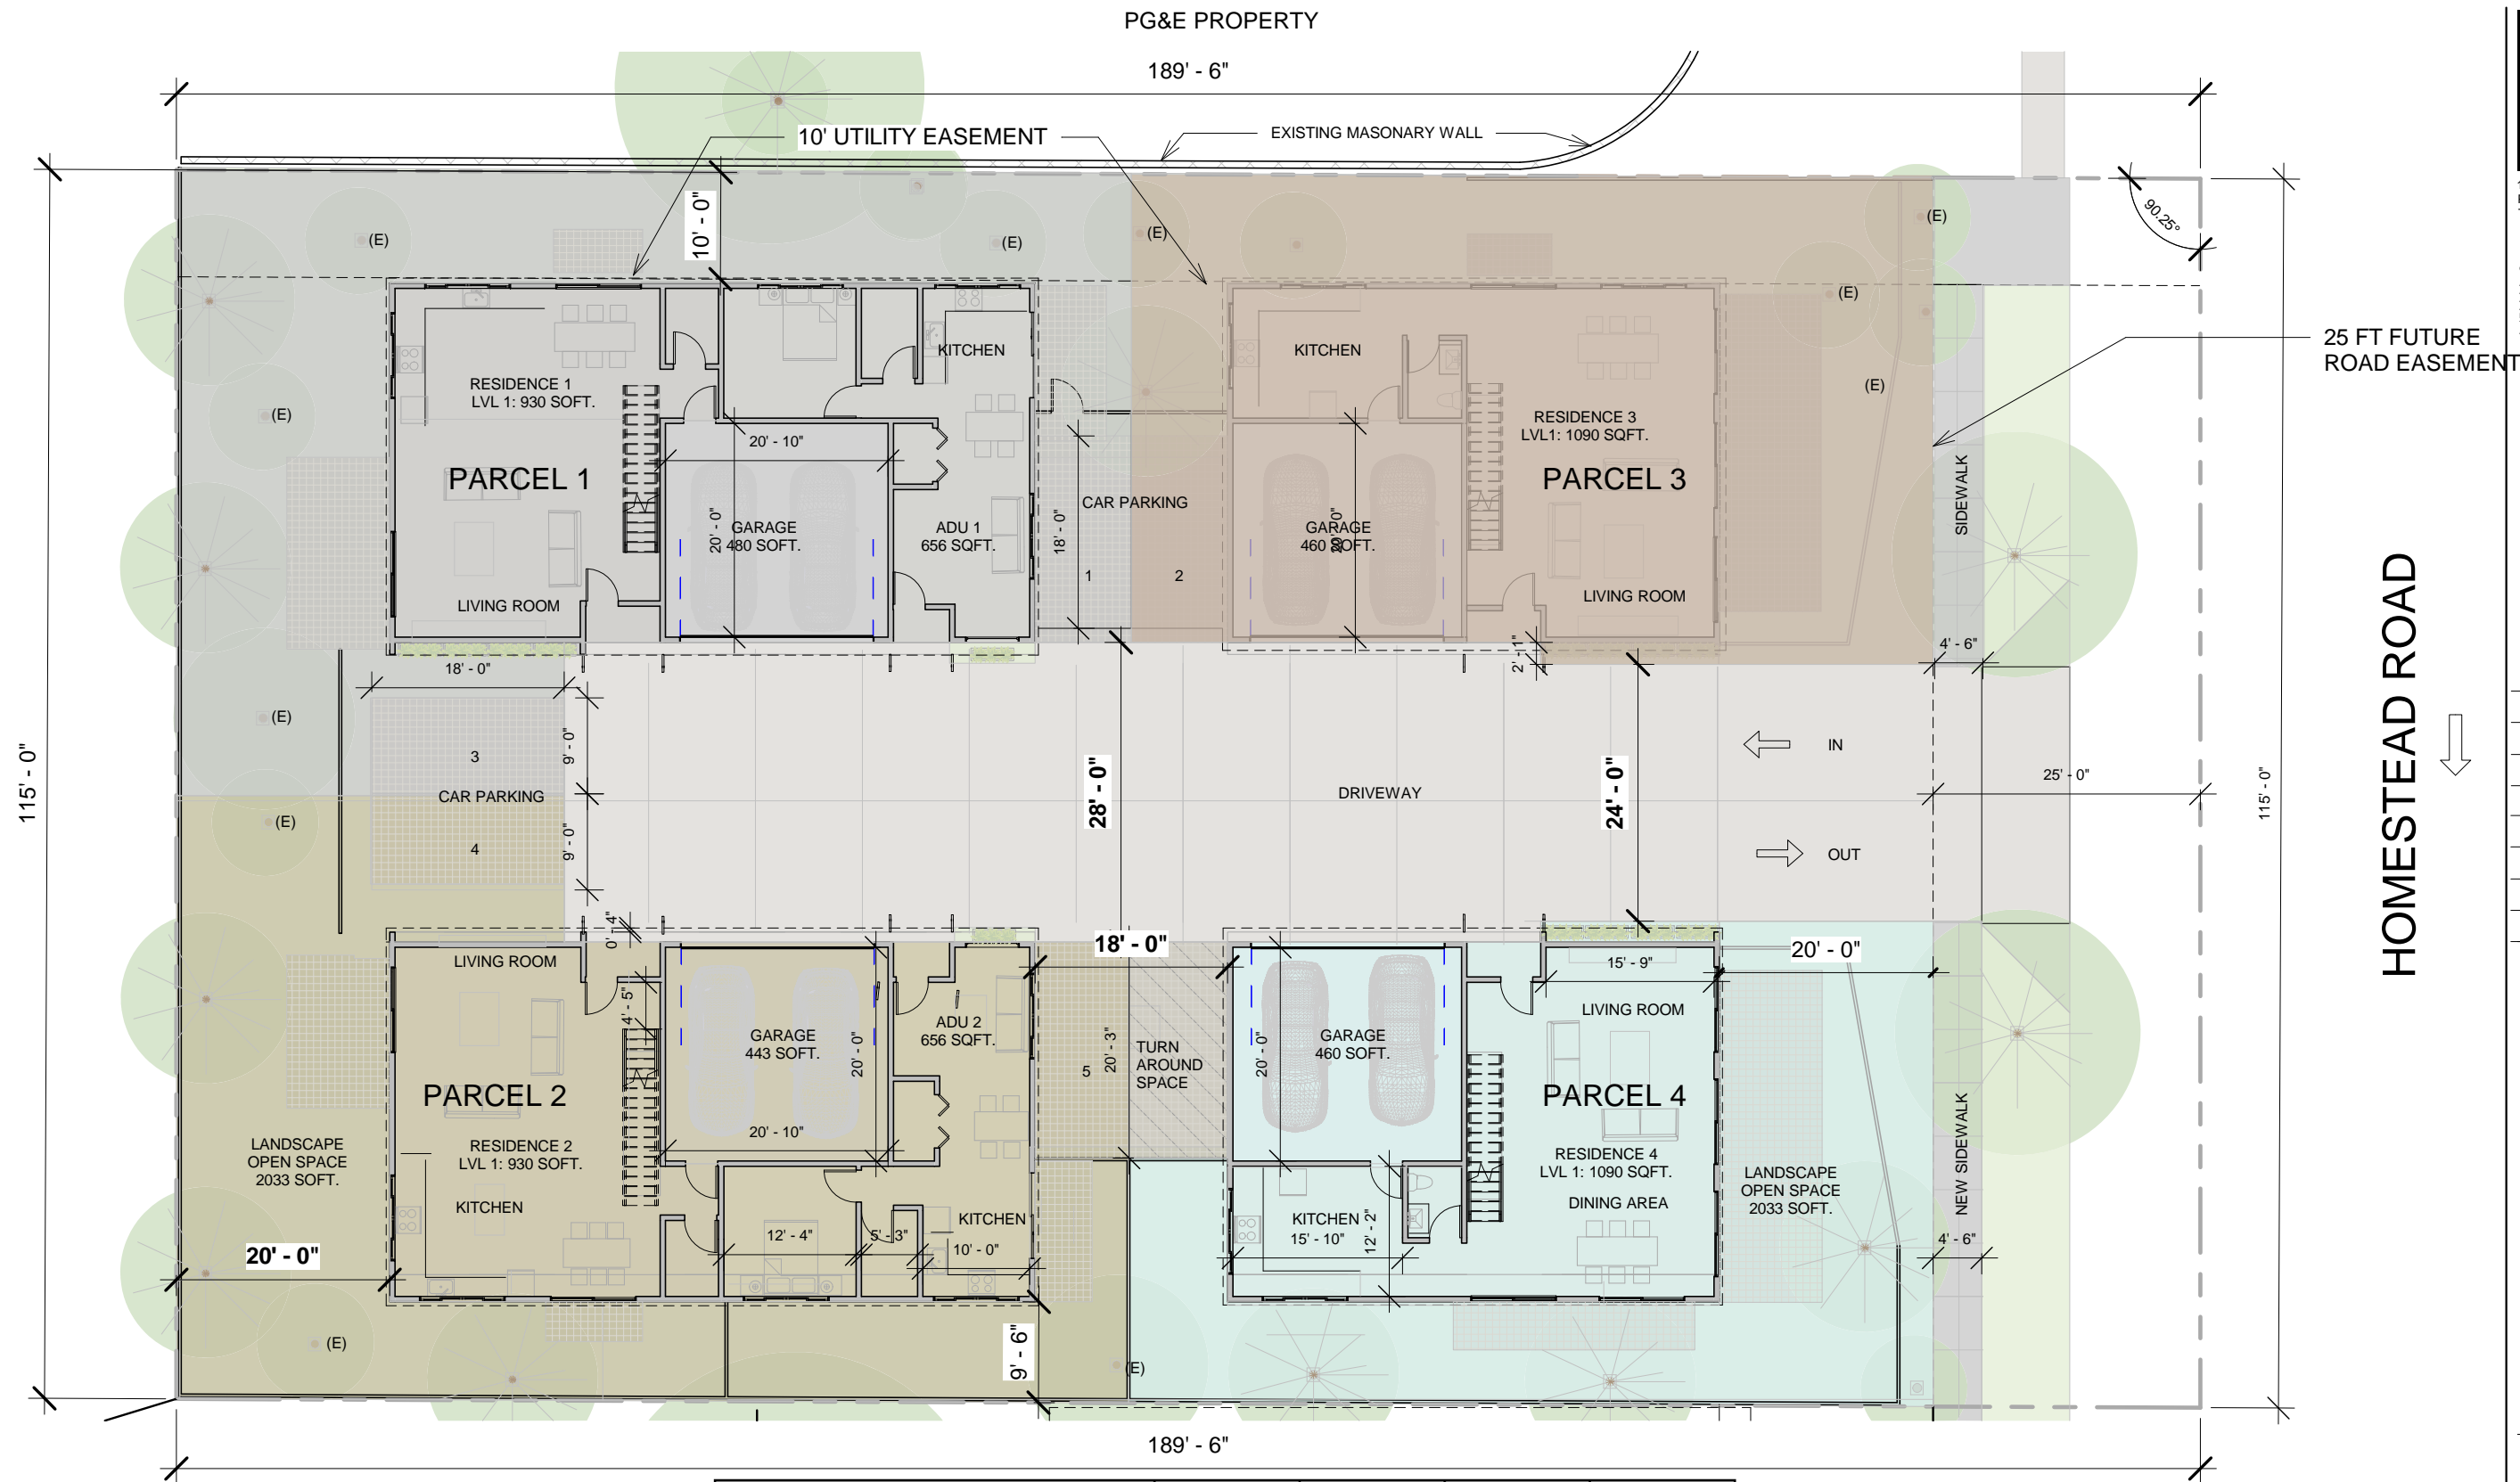 PG&E PROPERTY
189' - 6"
10' UTILITY EASEMENT
EXISTING MASONARY WALL
10' - 0"
90.25°
(E)
(E)
(E)
(E)
(E)
(E)
(E)
25 FT FUTURE
ROAD EASEMENT
KITCHEN
KITCHEN
RESIDENCE 1
LVL 1: 930 SOFT.
RESIDENCE 3
LVL1: 1090 SQFT.
20' - 10"
PARCEL 1
PARCEL 3
CAR PARKING
SIDEWALK
GARAGE
480 SOFT.
20' - 0"
ADU 1
656 SQFT.
18' - 0"
GARAGE
460 SOFT.
20' - 0"
1
2
LIVING ROOM
LIVING ROOM
2' - 1"
4' - 6"
18' - 0"
(E)
HOMESTEAD ROAD
115' - 0"
3
9' - 0"
CAR PARKING
28' - 0"
DRIVEWAY
24' - 0"
IN
25' - 0"
115' - 0"
(E)
4
9' - 0"
OUT
0' - 4"
18' - 0"
20' - 0"
LIVING ROOM
15' - 9"
4' - 5"
LIVING ROOM
GARAGE
443 SOFT.
20' - 0"
ADU 2
656 SQFT.
5
20' - 3"
TURN
AROUND
SPACE
20' - 0"
GARAGE
460 SOFT.
PARCEL 2
PARCEL 4
20' - 10"
LANDSCAPE
OPEN SPACE
2033 SOFT.
RESIDENCE 2
LVL 1: 930 SOFT.
RESIDENCE 4
LVL 1: 1090 SQFT.
LANDSCAPE
OPEN SPACE
2033 SOFT.
NEW SIDEWALK
KITCHEN
DINING AREA
KITCHEN
KITCHEN
12' - 4"
5' - 3"
10' - 0"
15' - 10"
12' - 2"
4' - 6"
20' - 0"
(E)
9' - 6"
(E)
189' - 6"